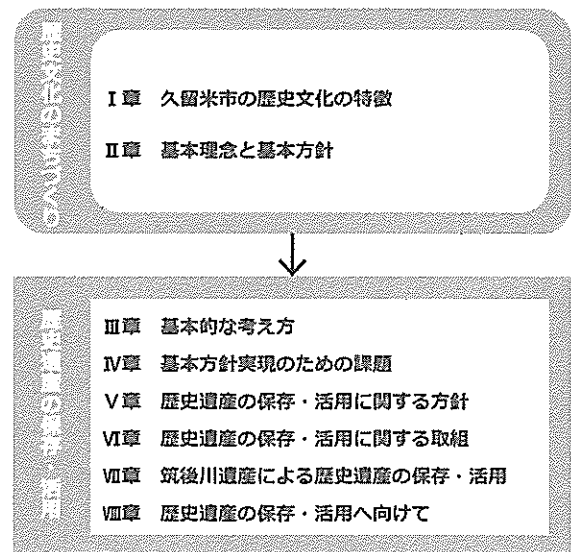 Ⅰ章 久留米市の歴史文化の特徴
Ⅱ章 基本理念と基本方針
Ⅲ章 基本的な考え方
Ⅳ章 基本方針実現のための課題
Ⅴ章 歴史遺産の保存・活用に関する方針
Ⅵ章 歴史遺産の保存・活用に関する取組
Ⅶ章 筑後川遺産による歴史遺産の保存・活用
Ⅷ章 歴史遺産の保存・活用へ向けて